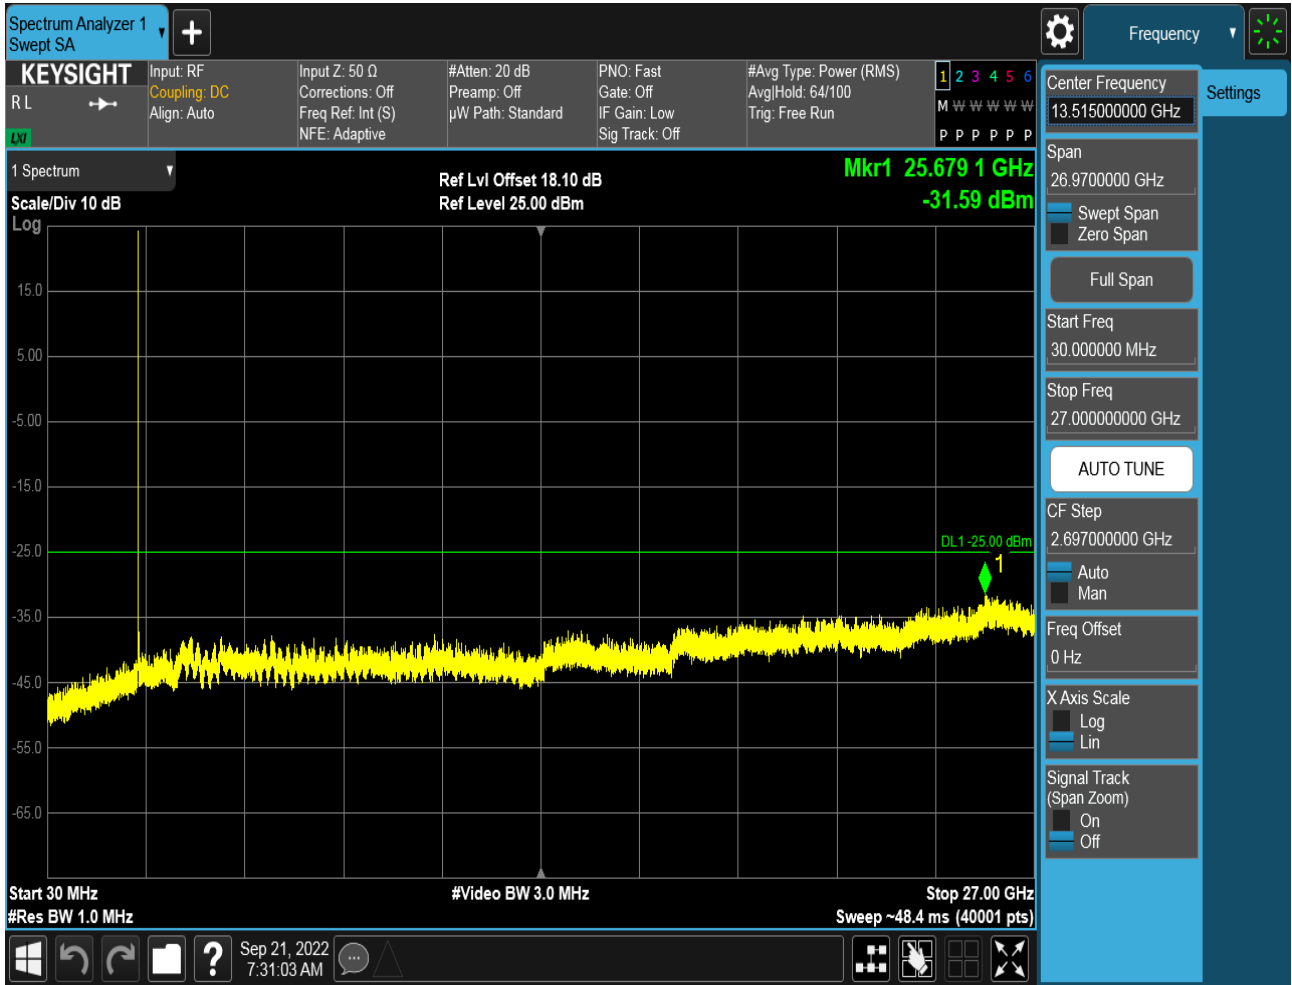 Spectrum Analyzer 1
Swept SA
Frequency
KEYSIGHT
R L
LXI
Input: RF
Coupling: DC
Align: Auto
Input Z: 50 Ω
Corrections: Off
Freq Ref: Int (S)
NFE: Adaptive
#Atten: 20 dB
Preamp: Off
µW Path: Standard
PNO: Fast
Gate: Off
IF Gain: Low
Sig Track: Off
#Avg Type: Power (RMS)
Avg|Hold: 64/100
Trig: Free Run
1 2 3 4 5 6
M W W W W W
P P P P P P
1 Spectrum
Scale/Div 10 dB
Log
Ref Lvl Offset 18.10 dB
Ref Level 25.00 dBm
Mkr1 25.679 1 GHz
-31.59 dBm
15.0
5.00
-5.00
-15.0
-25.0
-35.0
-45.0
-55.0
-65.0
DL1 -25.00 dBm
1
Start 30 MHz
#Res BW 1.0 MHz
#Video BW 3.0 MHz
Stop 27.00 GHz
Sweep ~48.4 ms (40001 pts)
?
Sep 21, 2022
7:31:03 AM
Center Frequency
13.515000000 GHz
Settings
Span
26.9700000 GHz
Swept Span
Zero Span
Full Span
Start Freq
30.000000 MHz
Stop Freq
27.000000000 GHz
AUTO TUNE
CF Step
2.697000000 GHz
Auto
Man
Freq Offset
0 Hz
X Axis Scale
Log
Lin
Signal Track
(Span Zoom)
On
Off